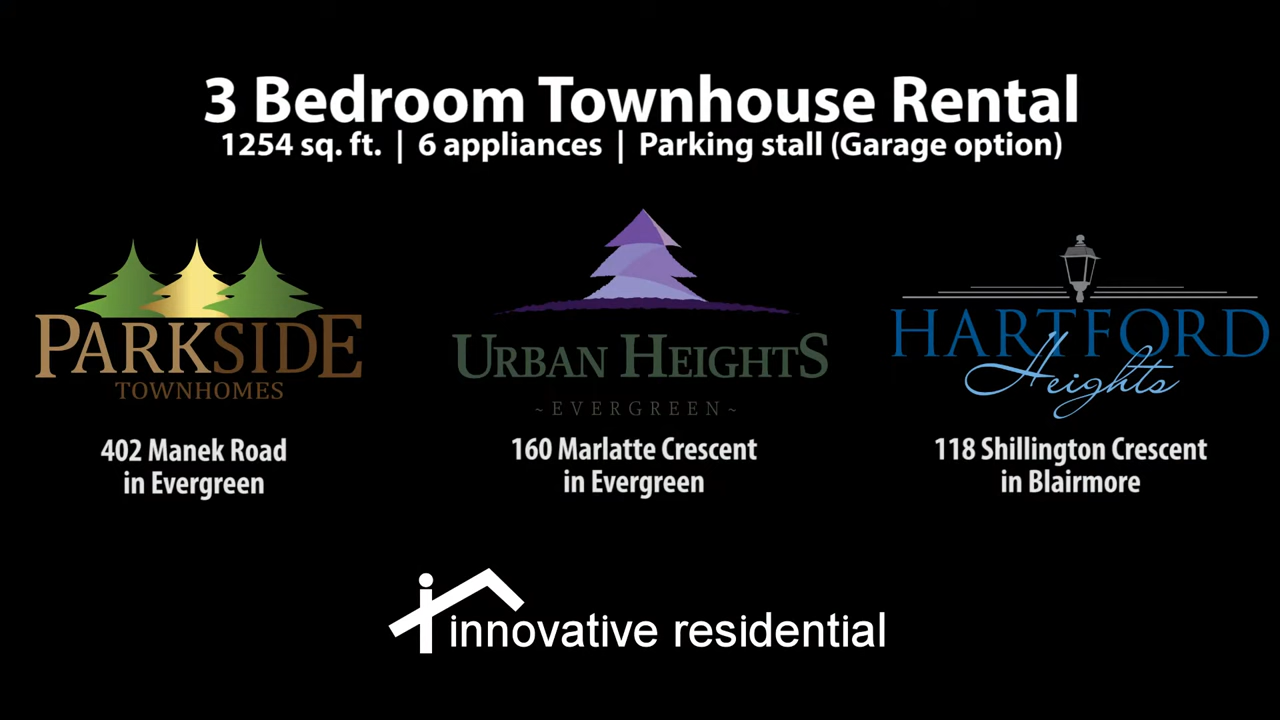 3 Bedroom Townhouse Rental
1254 sq. ft. | 6 appliances | Parking stall (Garage option)
PARKSIDE
TOWNHOMES
402 Manek Road
in Evergreen
URBAN HEIGHTS
~EVERGREEN~
160 Marlatte Crescent
in Evergreen
HARTFORD
Heights
118 Shillington Crescent
in Blairmore
innovative residential